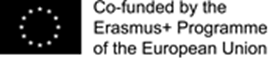 Co-funded by the
Erasmus+ Programme
of the European Union